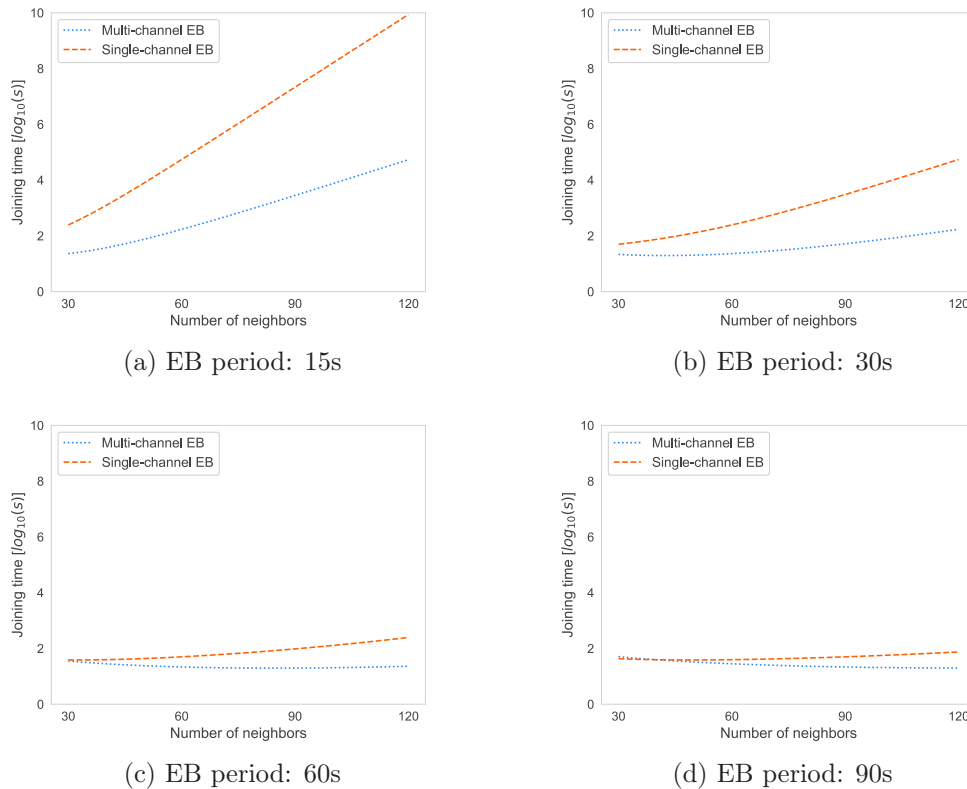 10
8
6
4
2
0
Joining time [log10(s)]
Multi-channel EB
Single-channel EB
30 60 90 120
Number of neighbors
(a) EB period: 15s
10
8
6
4
2
0
Joining time [log10(s)]
Multi-channel EB
Single-channel EB
30 60 90 120
Number of neighbors
(b) EB period: 30s
10
8
6
4
2
0
Joining time [log10(s)]
Multi-channel EB
Single-channel EB
30 60 90 120
Number of neighbors
(c) EB period: 60s
10
8
6
4
2
0
Joining time [log10(s)]
Multi-channel EB
Single-channel EB
30 60 90 120
Number of neighbors
(d) EB period: 90s